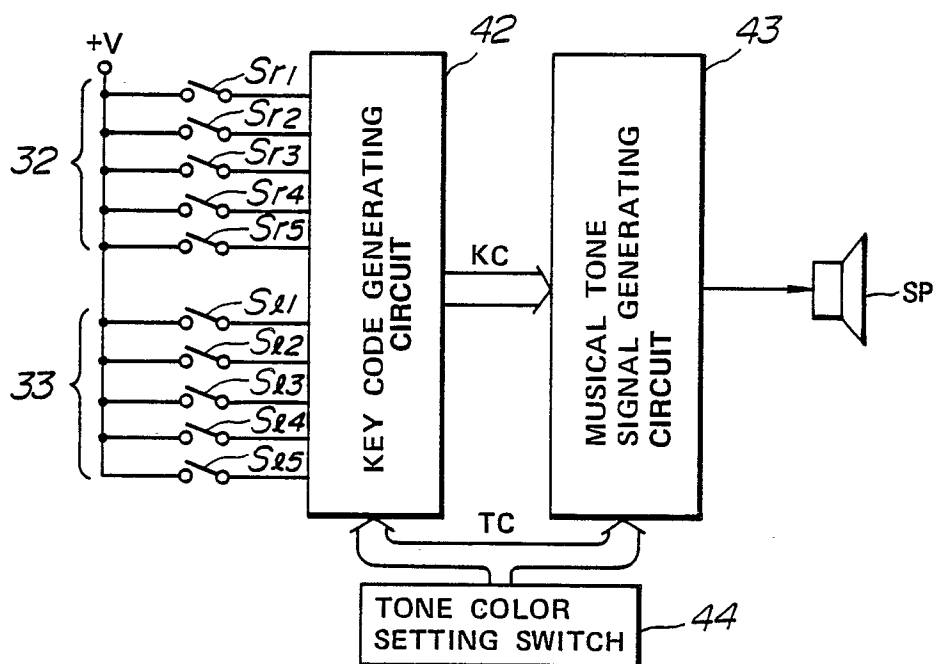 42
43
+V
Sr1
Sr2
32
Sr3
Sr4
Sr5
Sl1
Sl2
33
Sl3
Sl4
Sl5
KEY CODE GENERATING
CIRCUIT
KC
MUSICAL TONE
SIGNAL GENERATING
CIRCUIT
SP
TC
TONE COLOR
SETTING SWITCH
44